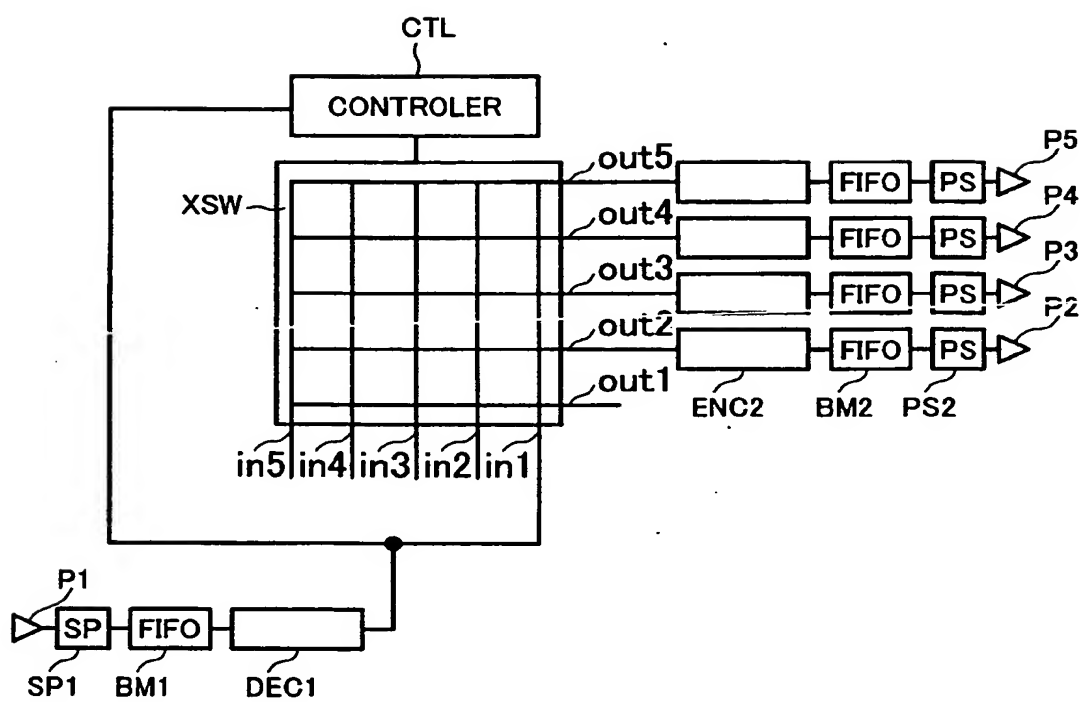 CTL
CONTROLER
XSW
out5
FIFO
PS
P5
out4
FIFO
PS
P4
out3
FIFO
PS
P3
out2
FIFO
PS
P2
out1
ENC2
BM2
PS2
in5
in4
in3
in2
in1
P1
SP
FIFO
SP1
BM1
DEC1